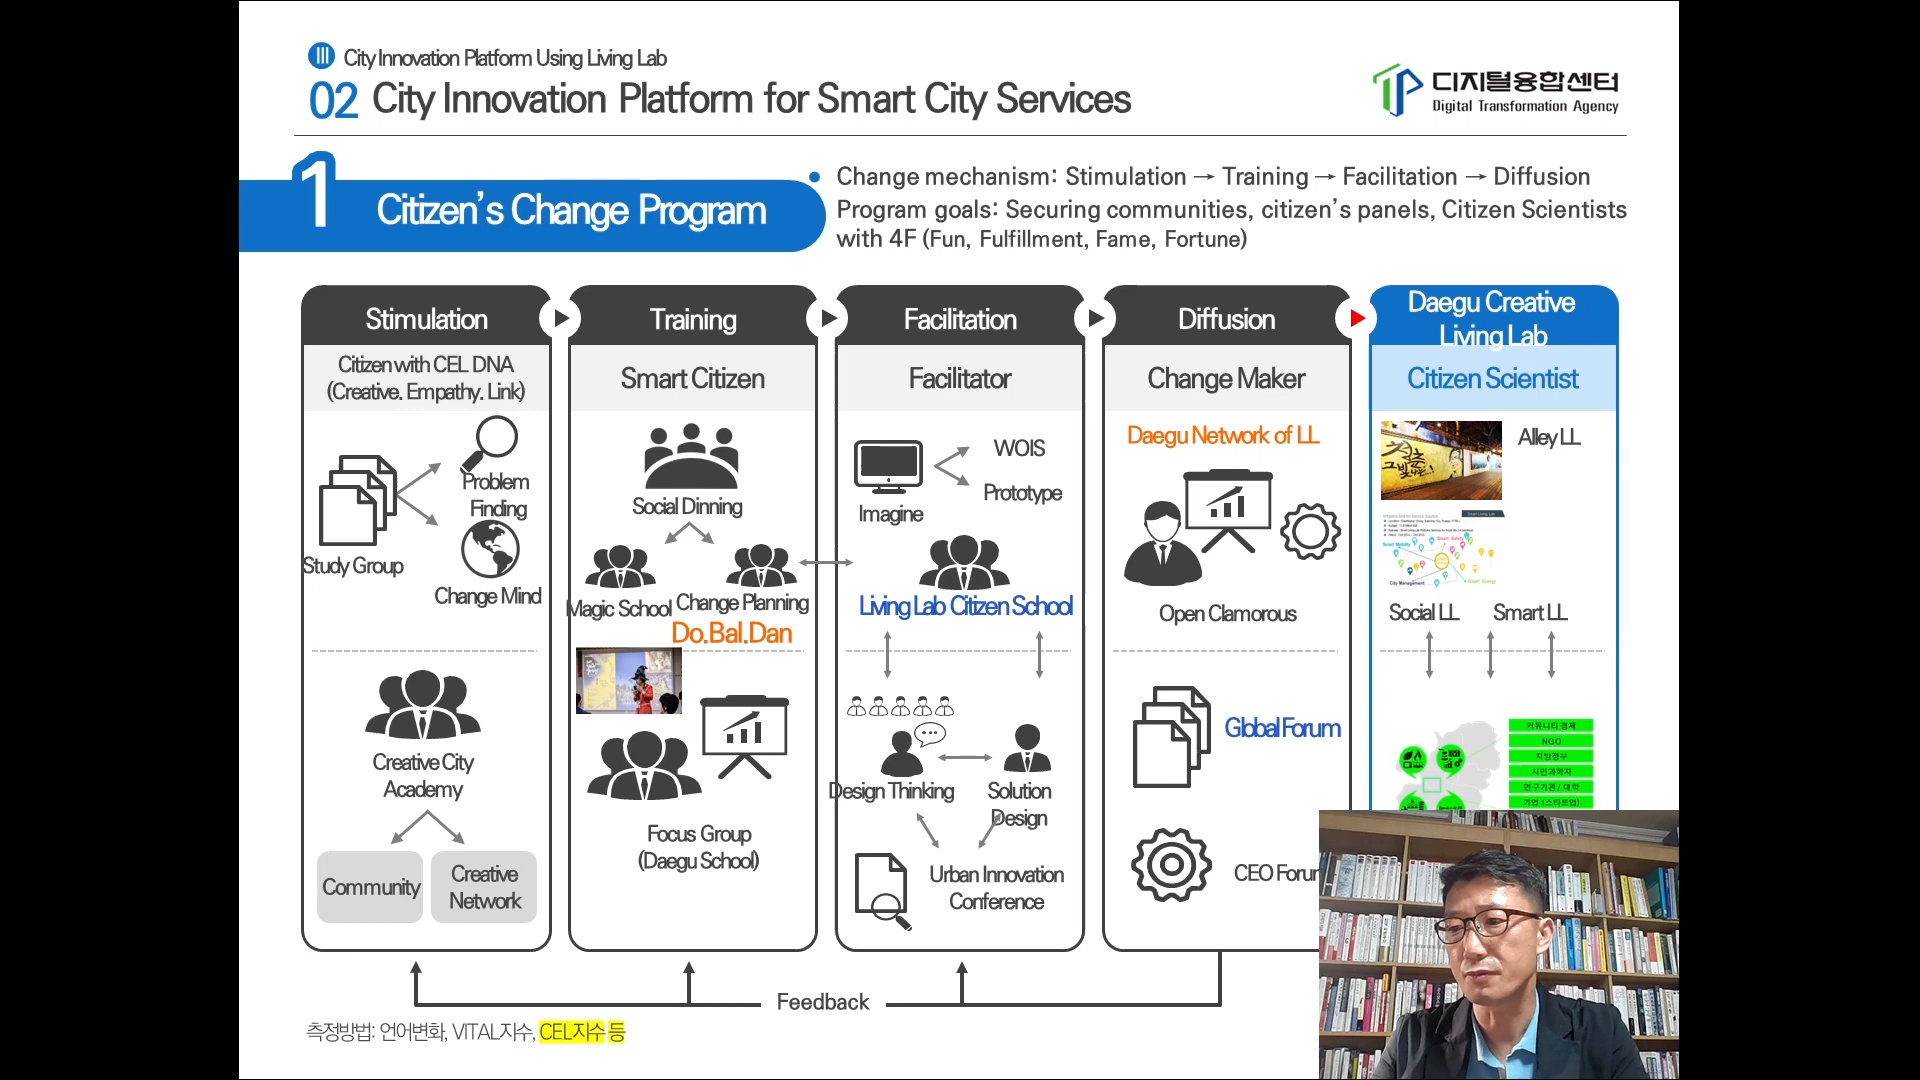 III City Innovation Platform Using Living Lab
02 City Innovation Platform for Smart City Services
디지털융합센터
Digital Transformation Agency
1 Citizen's Change Program
• Change mechanism: Stimulation → Training → Facilitation → Diffusion
Program goals: Securing communities, citizen's panels, Citizen Scientists
with 4F (Fun, Fulfillment, Fame, Fortune)
Stimulation
Citizen with CEL DNA
(Creative. Empathy. Link)
Problem
Finding
Study Group
Change Mind
Creative City
Academy
Community
Creative
Network
Training
Smart Citizen
Social Dinning
Magic School
Change Planning
Do.Bal.Dan
Focus Group
(Daegu School)
Facilitation
Facilitator
WOIS
Prototype
Imagine
Living Lab Citizen School
Design Thinking
Solution
Design
Urban Innovation
Conference
Diffusion
Change Maker
Daegu Network of LL
Open Clamorous
Global Forum
CEO Forum
Daegu Creative
Living Lab
Citizen Scientist
Alley LL
Smart Mobility
Smart Safety
City Management
Smart Energy
Social LL
Smart LL
커뮤니티 경제
NGO
지방정부
시민과학자
연구기관 / 대학
기업 (스타트업)
Feedback
측정방법: 언어변화, VITAL지수, CEL지수 등